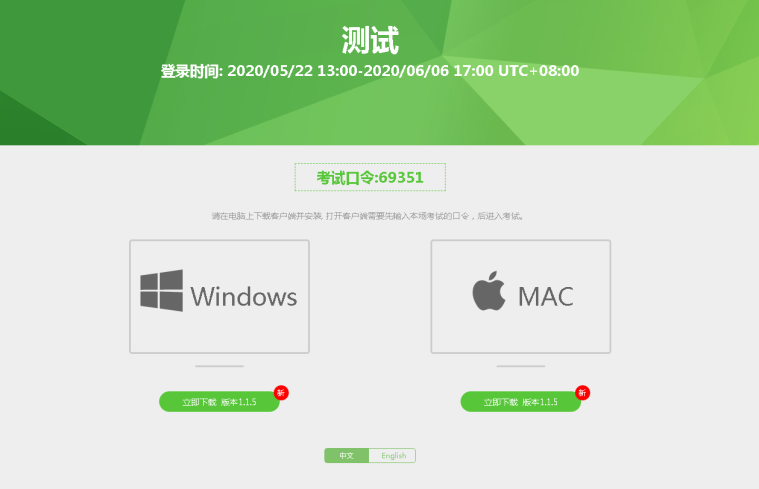 测试
登录时间: 2020/05/22 13:00-2020/06/06 17:00 UTC+08:00
考试口令:69351
请在电脑上下载客户端并安装, 打开客户端需要先输入本场考试的口令，后进入考试。
Windows
MAC
立即下载 版本1.1.5 新
立即下载 版本1.1.5 新
中文 English